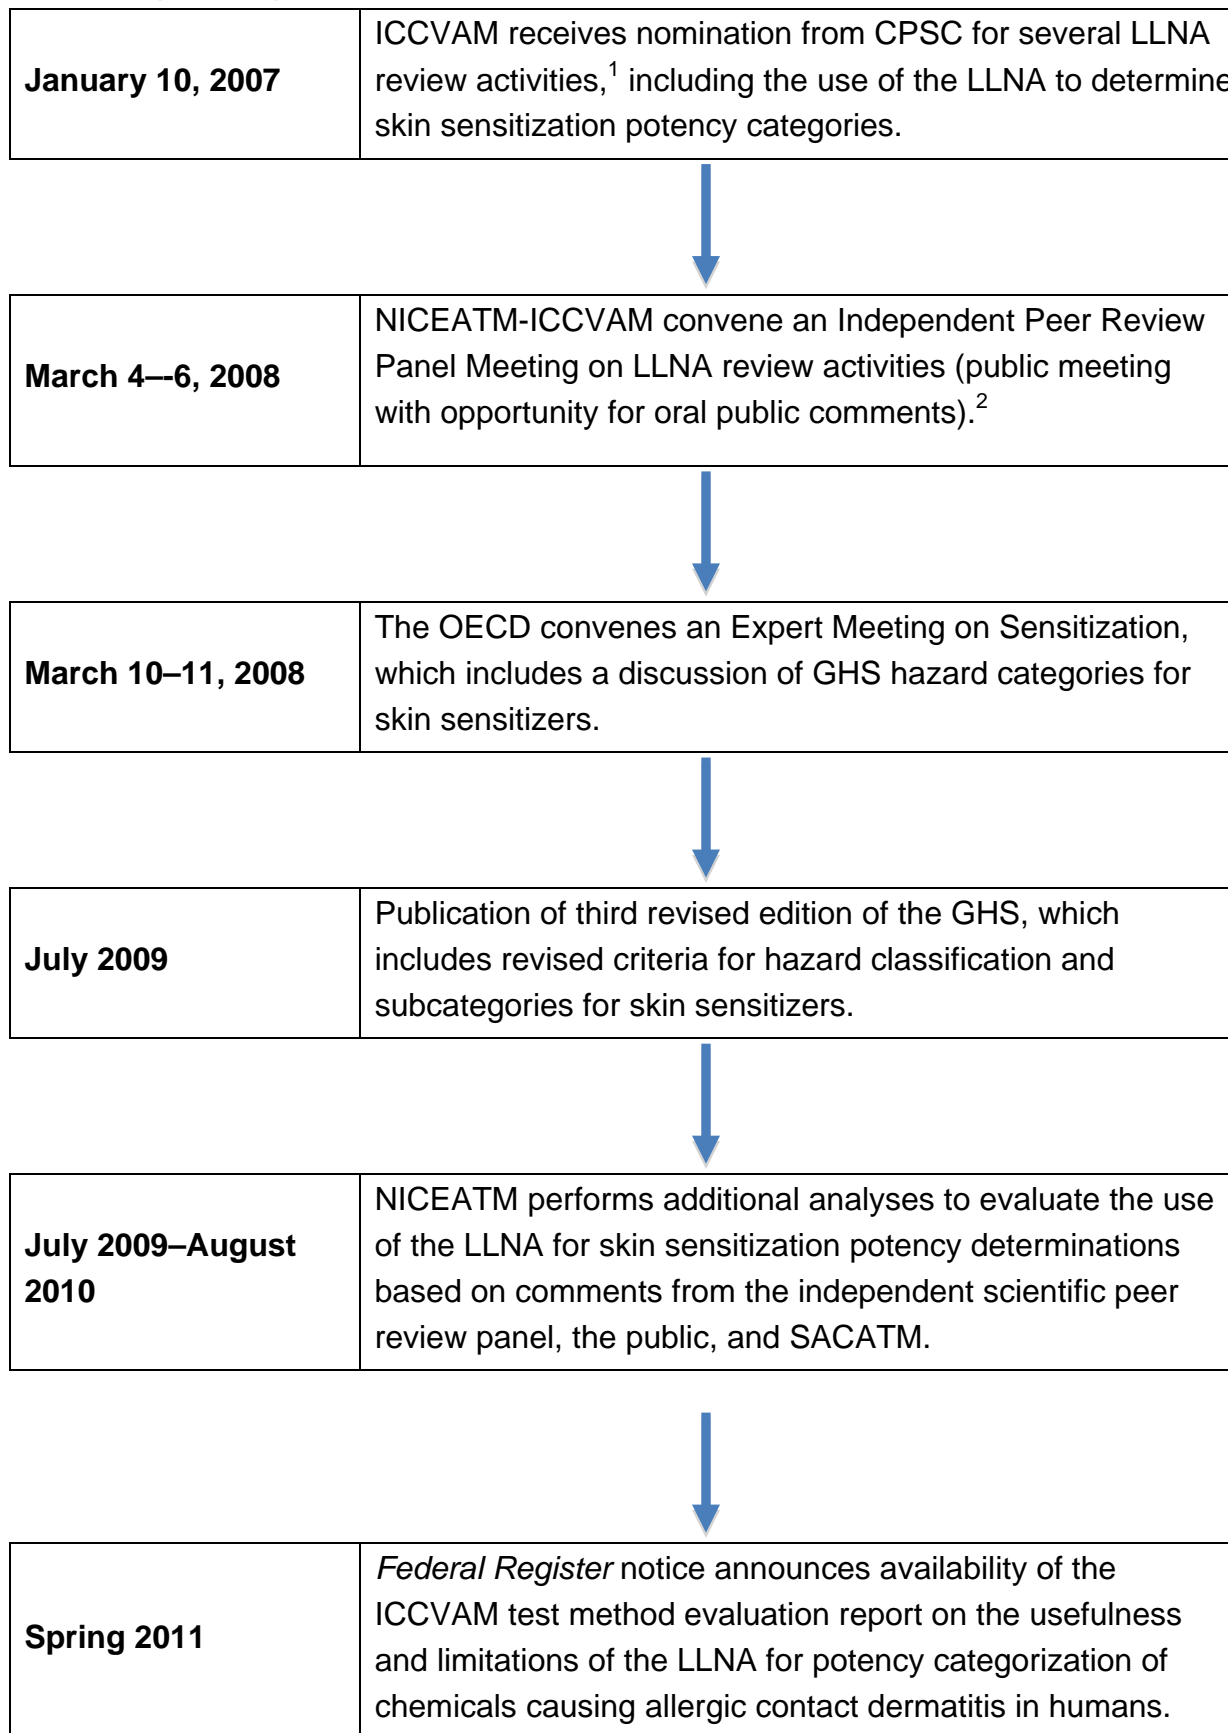 January 10, 2007
ICCVAM receives nomination from CPSC for several LLNA
review activities,1 including the use of the LLNA to determine
skin sensitization potency categories.
March 4–-6, 2008
NICEATM-ICCVAM convene an Independent Peer Review
Panel Meeting on LLNA review activities (public meeting
with opportunity for oral public comments).2
March 10–11, 2008
The OECD convenes an Expert Meeting on Sensitization,
which includes a discussion of GHS hazard categories for
skin sensitizers.
July 2009
Publication of third revised edition of the GHS, which
includes revised criteria for hazard classification and
subcategories for skin sensitizers.
July 2009–August
2010
NICEATM performs additional analyses to evaluate the use
of the LLNA for skin sensitization potency determinations
based on comments from the independent scientific peer
review panel, the public, and SACATM.
Spring 2011
Federal Register notice announces availability of the
ICCVAM test method evaluation report on the usefulness
and limitations of the LLNA for potency categorization of
chemicals causing allergic contact dermatitis in humans.